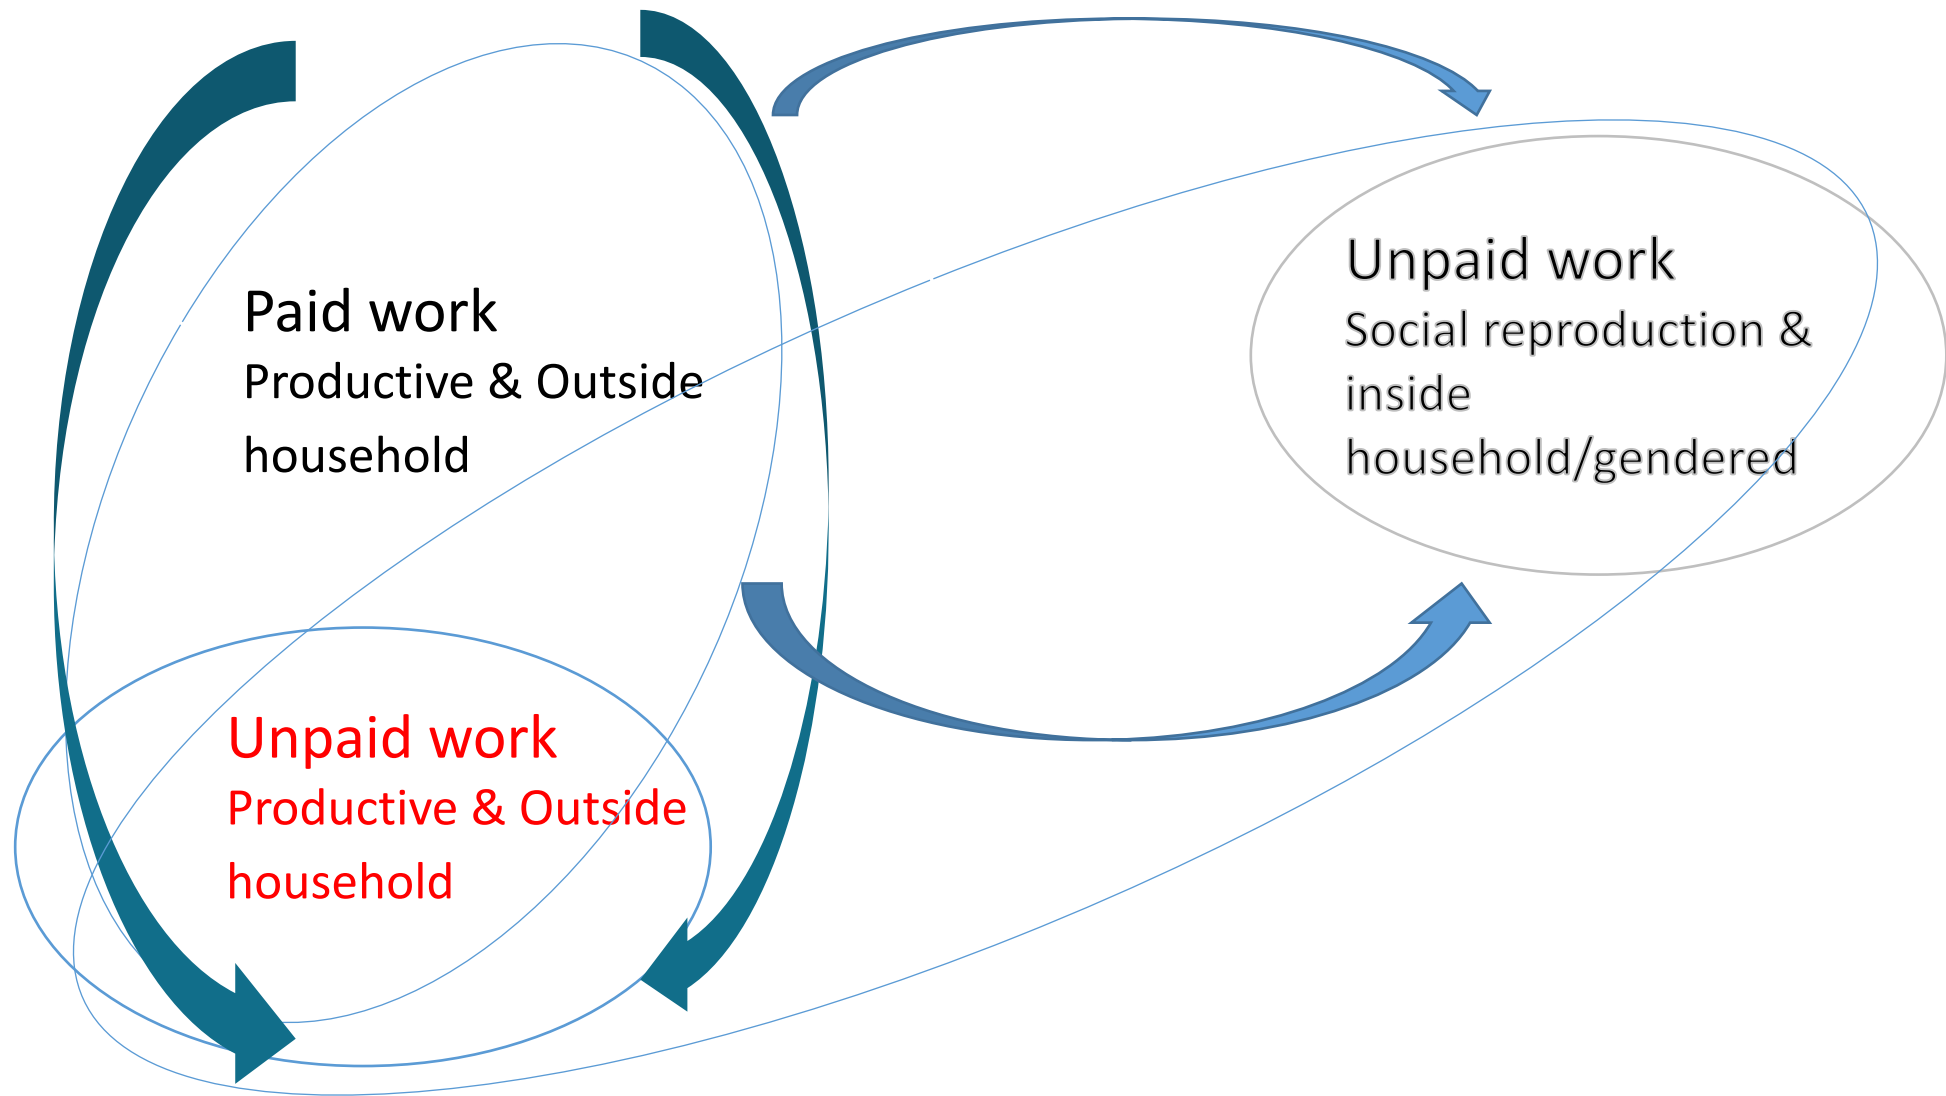 Paid work
Productive & Outside
household
Unpaid work
Social reproduction &
inside
household/gendered
Unpaid work
Productive & Outside
household